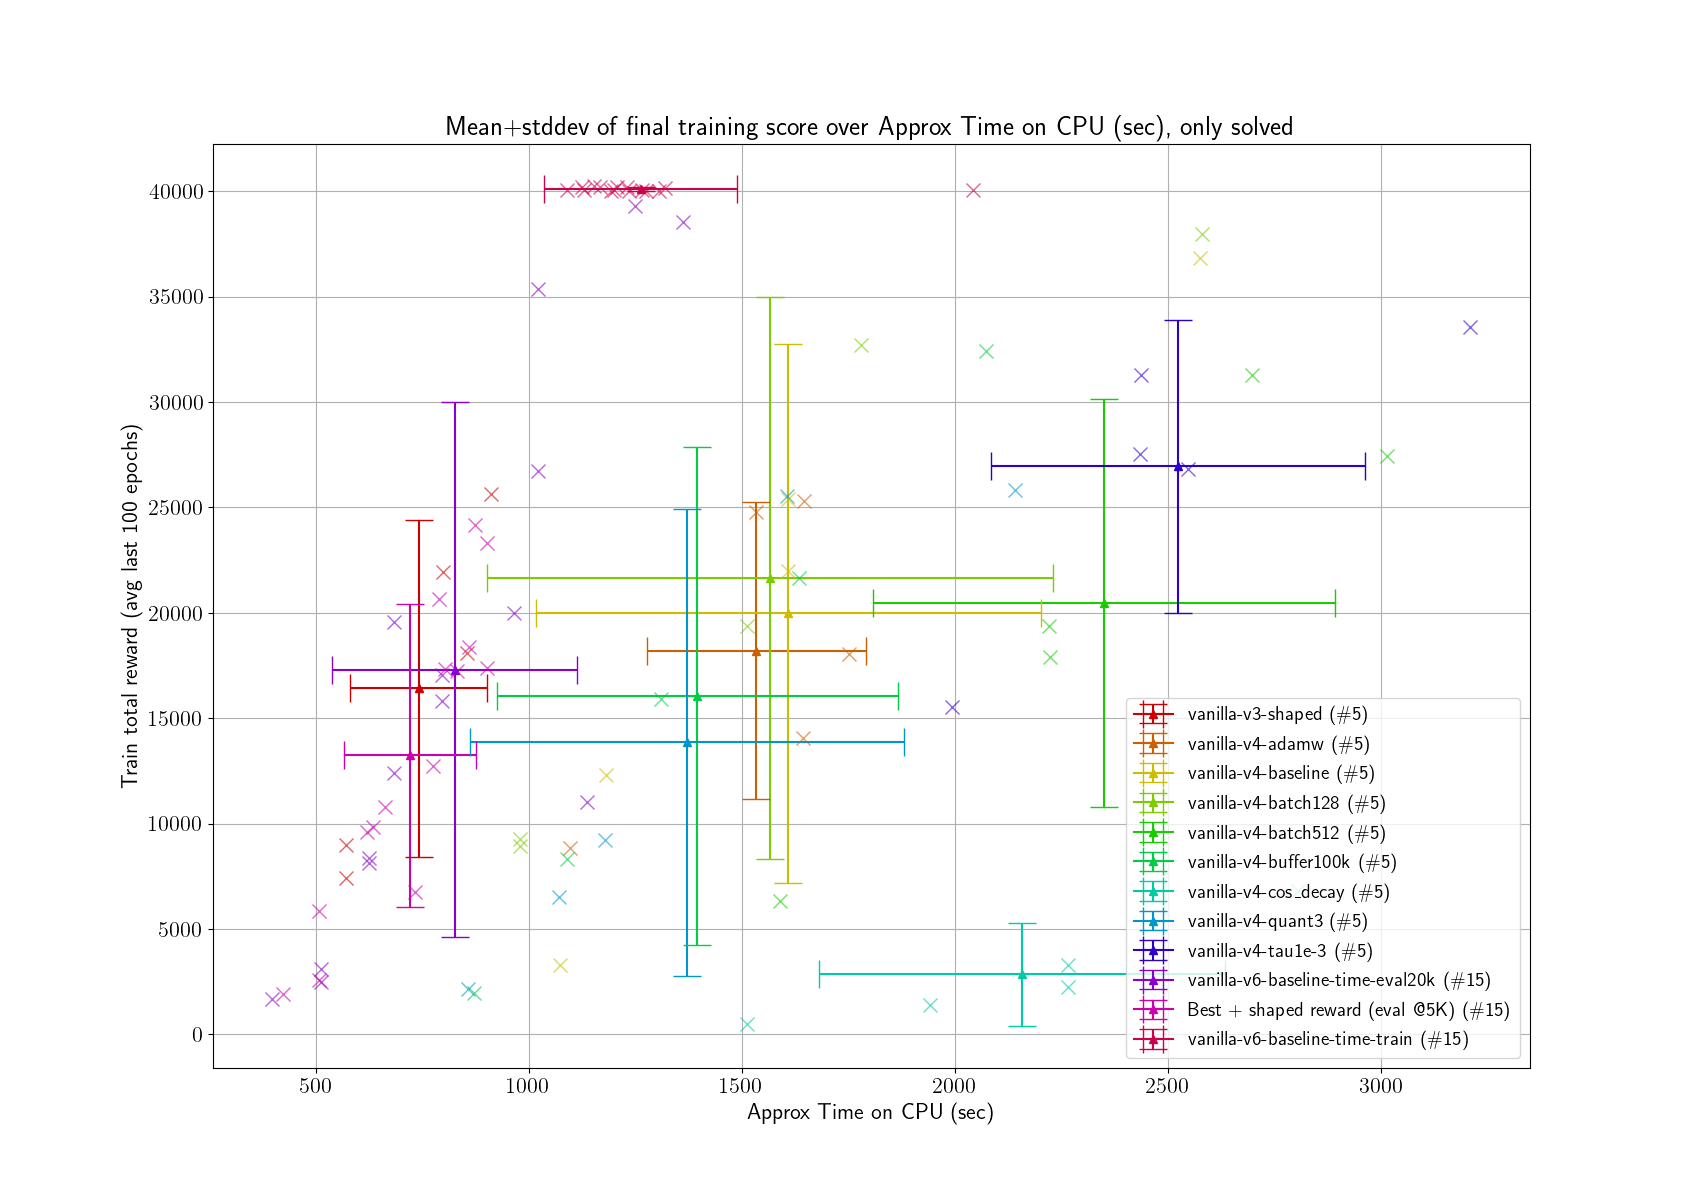 Mean+stddev of final training score over Approx Time on CPU (sec), only solved
Train total reward (avg last 100 epochs)
40000
35000
30000
25000
20000
15000
10000
5000
0
vanilla-v3-shaped (#5)
vanilla-v4-adamw (#5)
vanilla-v4-baseline (#5)
vanilla-v4-batch128 (#5)
vanilla-v4-batch512 (#5)
vanilla-v4-buffer100k (#5)
vanilla-v4-cos_decay (#5)
vanilla-v4-quant3 (#5)
vanilla-v4-tau1e-3 (#5)
vanilla-v6-baseline-time-eval20k (#15)
Best + shaped reward (eval @5K) (#15)
vanilla-v6-baseline-time-train (#15)
500 1000 1500 2000 2500 3000
Approx Time on CPU (sec)